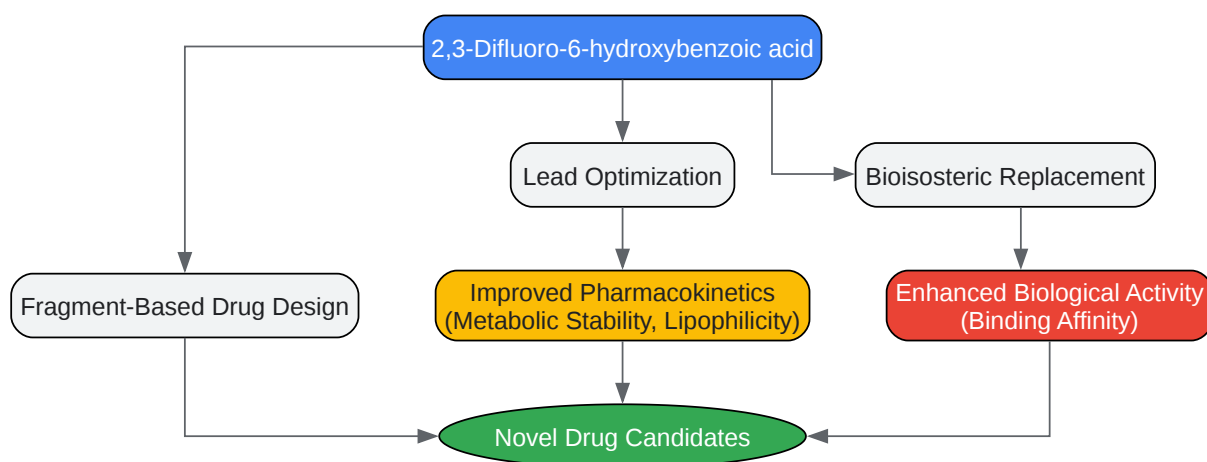 2,3-Difluoro-6-hydroxybenzoic acid
Lead Optimization
Bioisosteric Replacement
Fragment-Based Drug Design
Improved Pharmacokinetics
(Metabolic Stability, Lipophilicity)
Enhanced Biological Activity
(Binding Affinity)
Novel Drug Candidates